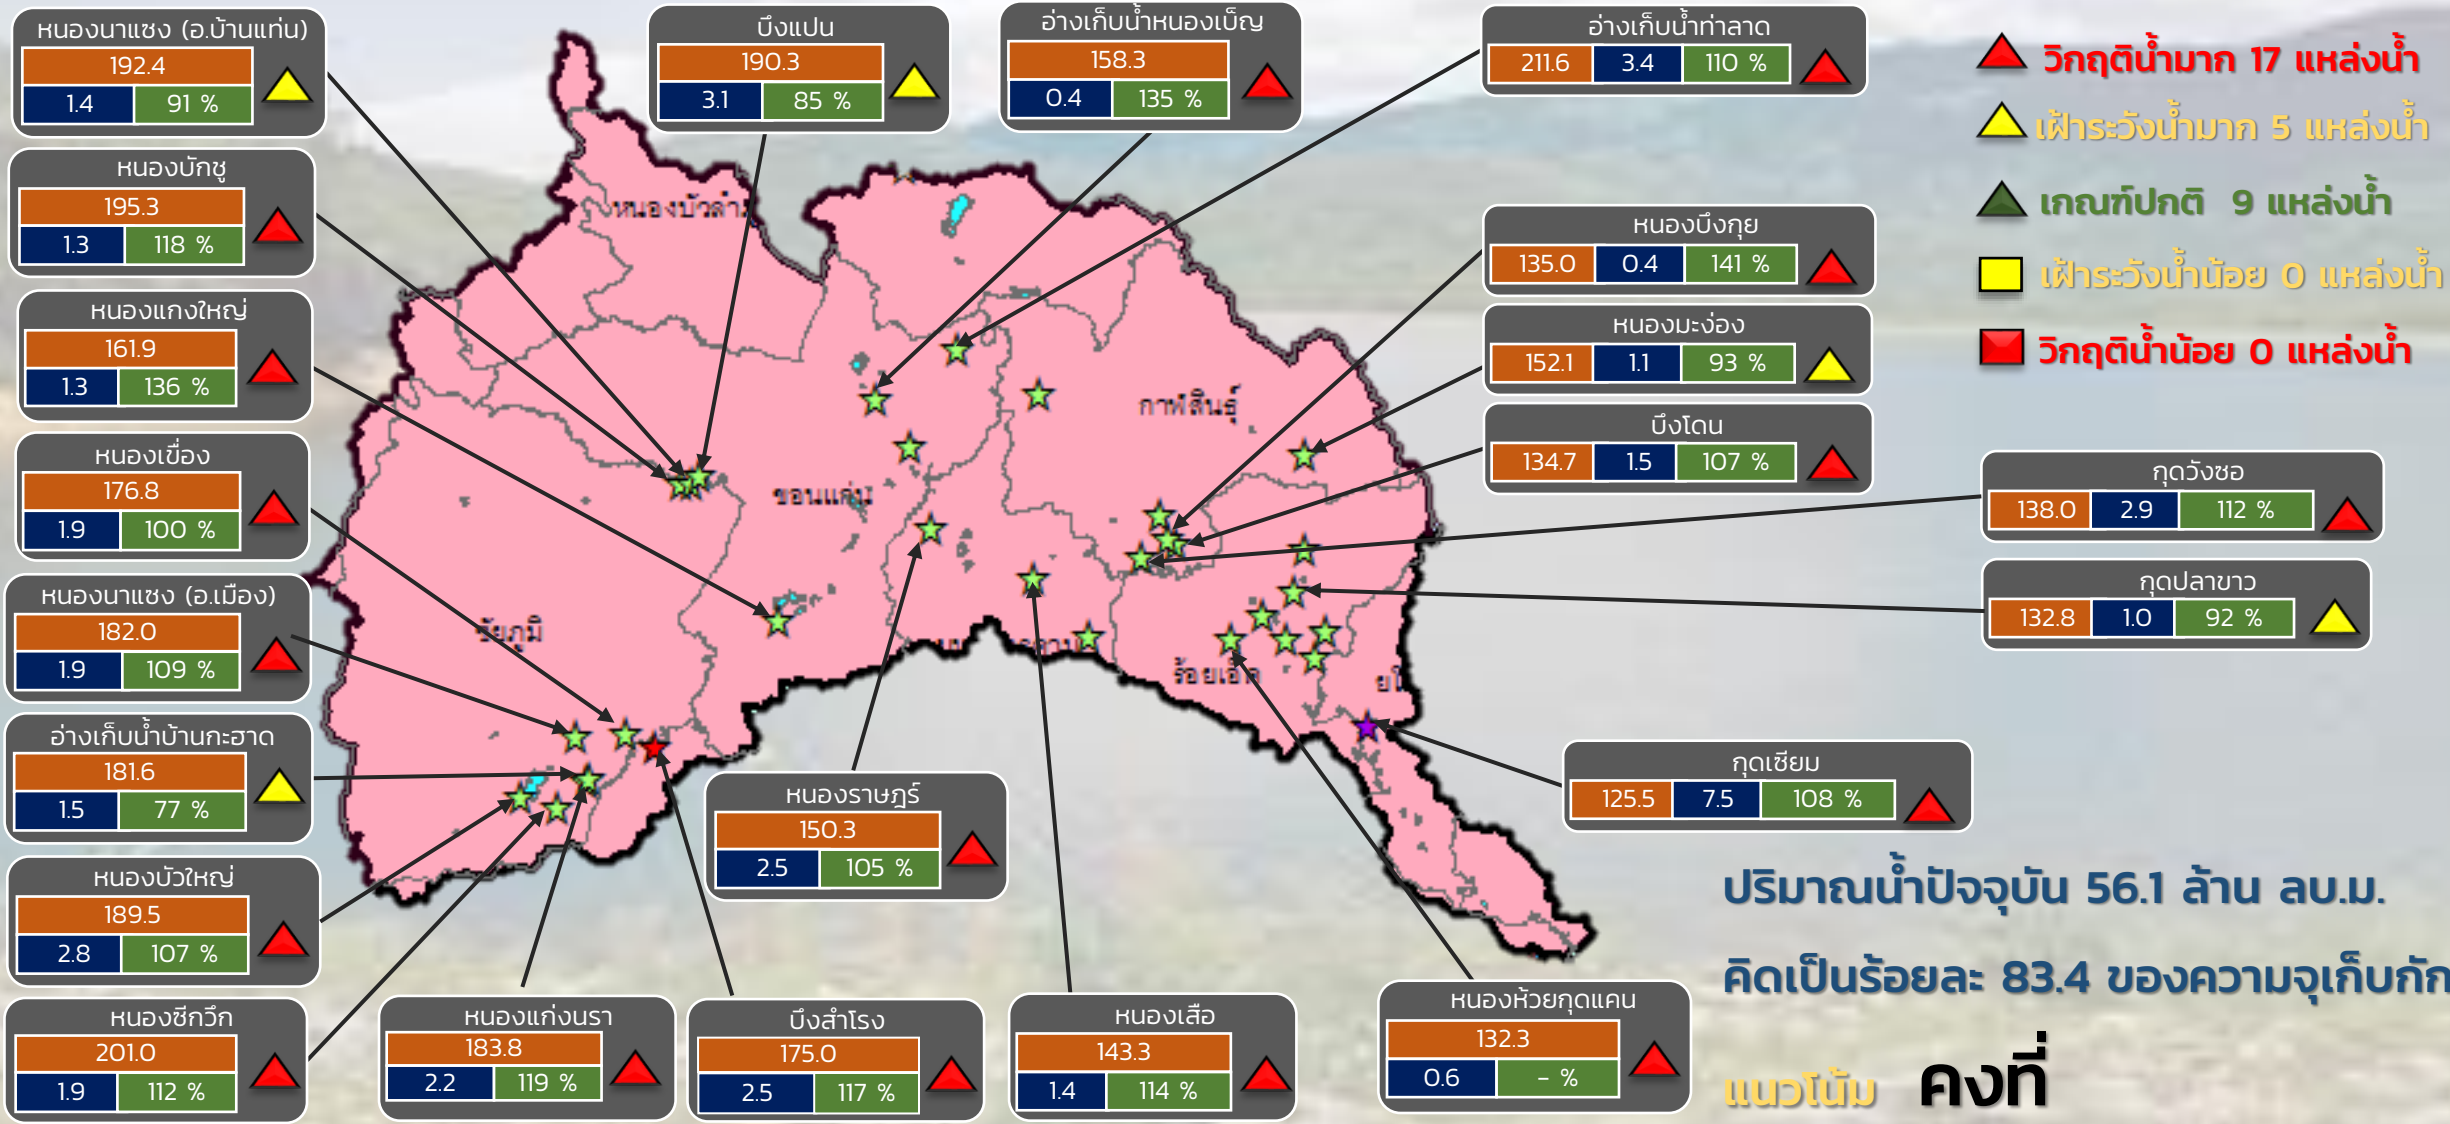 หนองนาแซง (อ.บ้านแท่น)
192.4
1.4 91 %
บึงแปน
190.3
3.1 85 %
อ่างเก็บน้ำหนองเบ็ญ
158.3
0.4 135 %
อ่างเก็บน้ำท่าลาด
211.6 3.4 110 %
วิกฤติน้ำมาก 17 แหล่งน้ำ
เฝ้าระวังน้ำมาก 5 แหล่งน้ำ
เกณฑ์ปกติ 9 แหล่งน้ำ
เฝ้าระวังน้ำน้อย 0 แหล่งน้ำ
วิกฤติน้ำน้อย 0 แหล่งน้ำ
หนองบักชู
195.3
1.3 118 %
หนองแกงใหญ่
161.9
1.3 136 %
หนองเขื่อง
176.8
1.9 100 %
หนองนาแซง (อ.เมือง)
182.0
1.9 109 %
อ่างเก็บน้ำบ้านกะฮาด
181.6
1.5 77 %
หนองบัวใหญ่
189.5
2.8 107 %
หนองซีกวึก
201.0
1.9 112 %
หนองบัวลำภ
กาฬสินธุ์
ขอนแก่น
ชัยภูมิ
ร้อยเอ็ด
หนองบึงกุย
135.0 0.4 141 %
หนองมะง่อง
152.1 1.1 93 %
บึงโดน
134.7 1.5 107 %
กุดวังซอ
138.0 2.9 112 %
กุดปลาขาว
132.8 1.0 92 %
กุดเชียม
125.5 7.5 108 %
หนองราษฎร์
150.3
2.5 105 %
หนองแก่งนรา
183.8
2.2 119 %
บึงสำโรง
175.0
2.5 117 %
หนองเสือ
143.3
1.4 114 %
หนองห้วยกุดแคน
132.3
0.6 - %
ปริมาณน้ำปัจจุบัน 56.1 ล้าน ลบ.ม.
คิดเป็นร้อยละ 83.4 ของความจุเก็บกัก
แนวโน้ม คงที่